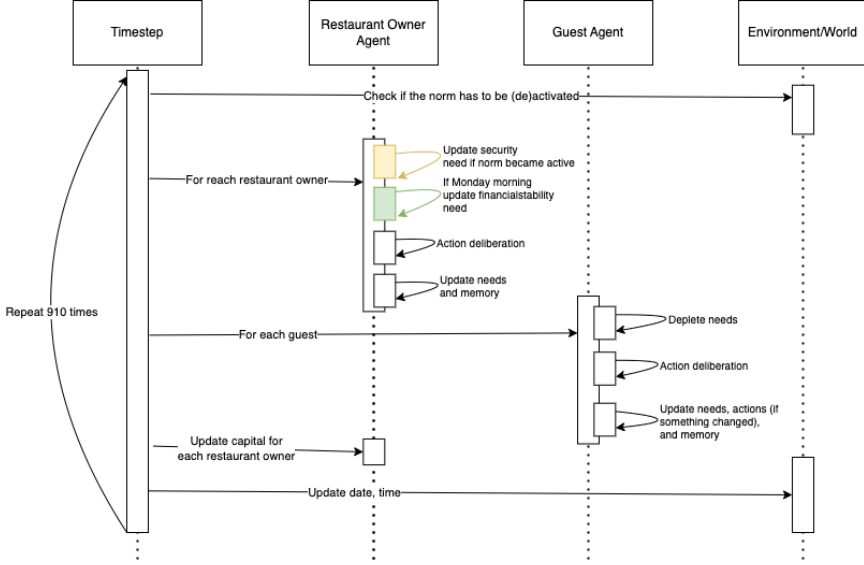 Timestep
Restaurant Owner
Agent
Guest Agent
Environment/World
Check if the norm has to be (de)activated
Update security
need if norm became active
For reach restaurant owner
If Monday morning
update financialstability
need
Action deliberation
Update needs
and memory
Repeat 910 times
For each guest
Deplete needs
Action deliberation
Update needs, actions (if
something changed),
and memory
Update capital for
each restaurant owner
Update date, time